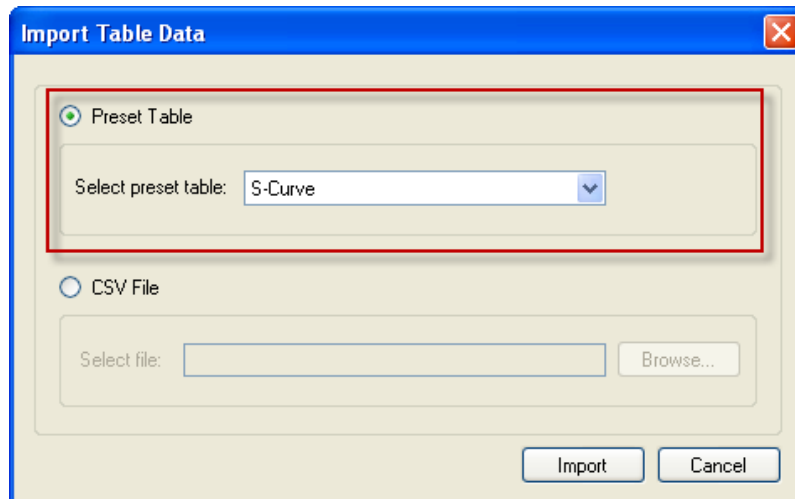 Import Table Data
Preset Table
Select preset table: S-Curve
CSV File
Select file: Browse...
Import Cancel